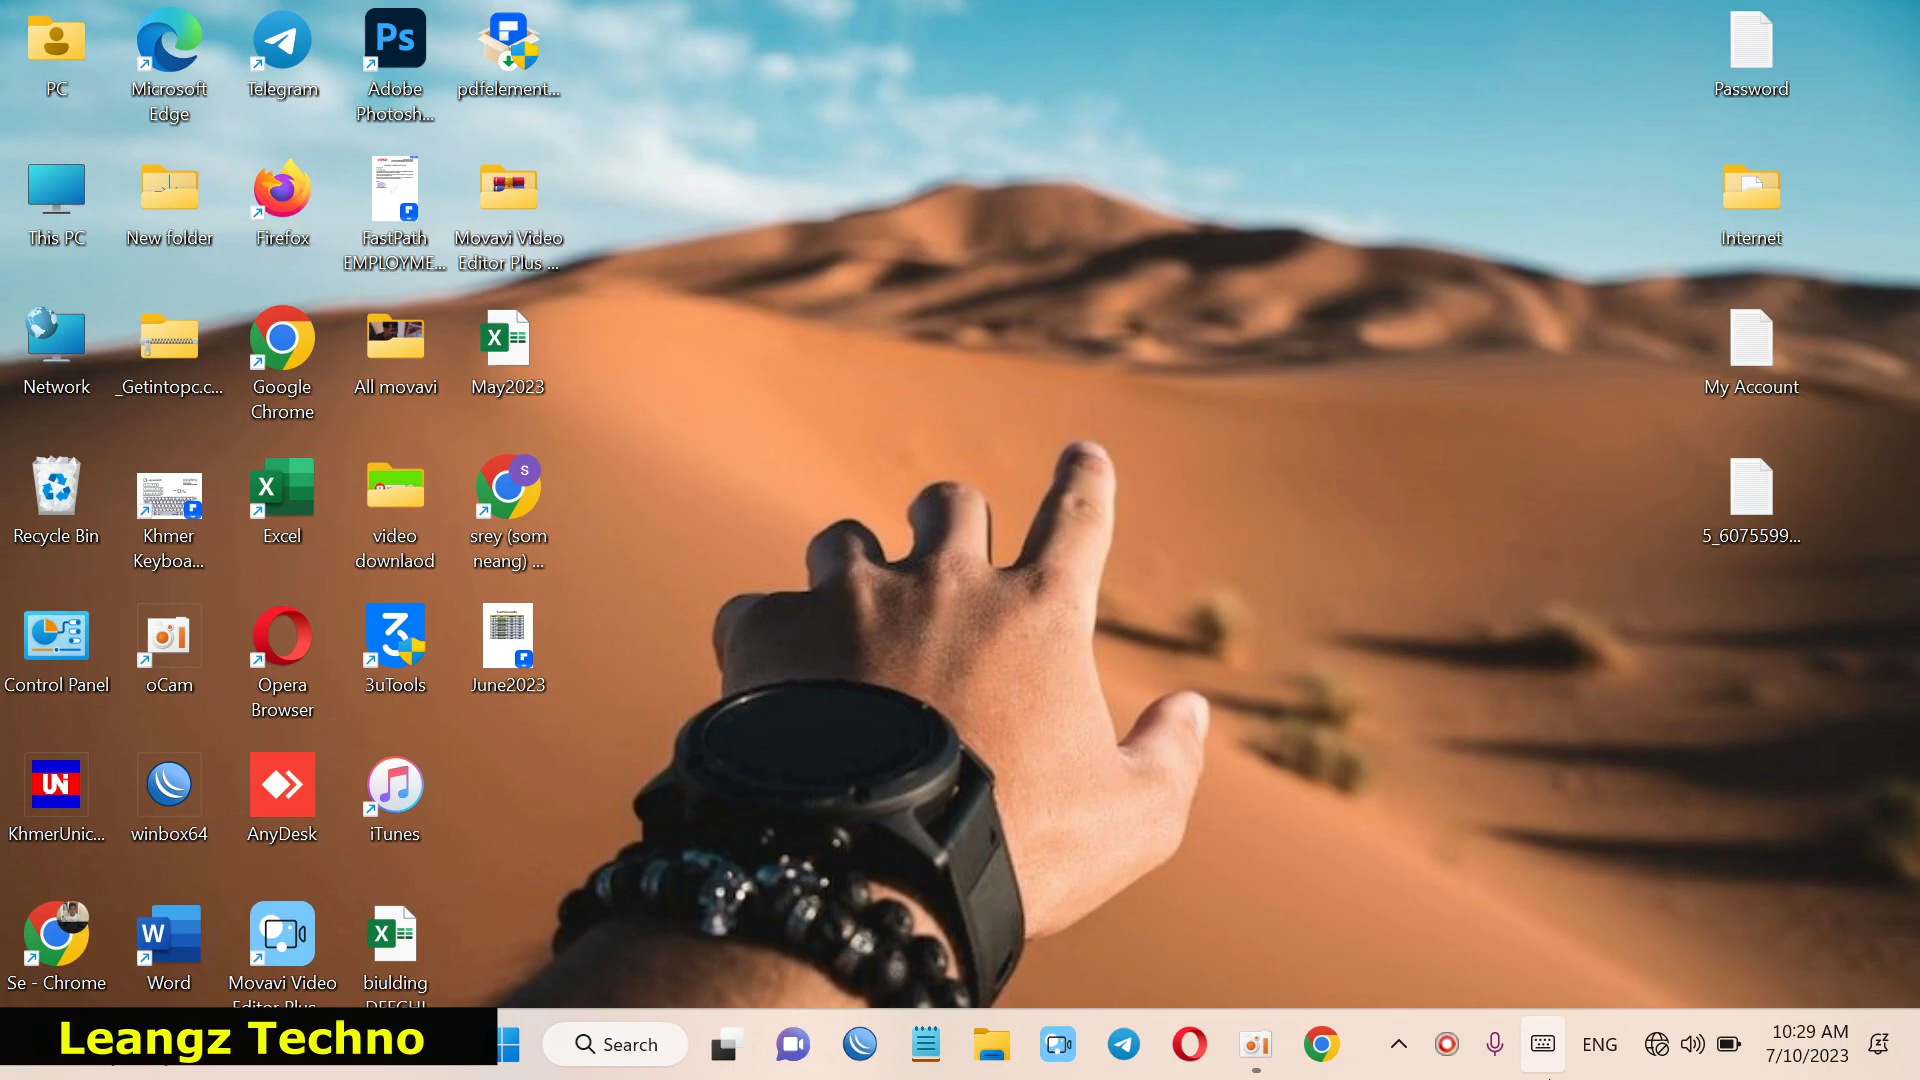 PC
Microsoft
Edge
Telegram
Ps
Adobe
Photosh...
pdfelement...
Password
This PC
New folder
Firefox
FastPath
EMPLOYME...
Movavi Video
Editor Plus ...
Internet
Network
_Getintopc.c...
Google
Chrome
All movavi
X
May2023
My Account
Recycle Bin
Khmer
Keyboa...
X
Excel
video
downlaod
S
srey (som
neang) ...
5_6075599...
Control Panel
oCam
Opera
Browser
3uTools
June2023
UNi
KhmerUnic...
winbox64
AnyDesk
iTunes
Se - Chrome
W
Word
Movavi Video
Editor Plus
X
biulding
Leangz Techno
Search
ENG
10:29 AM
7/10/2023